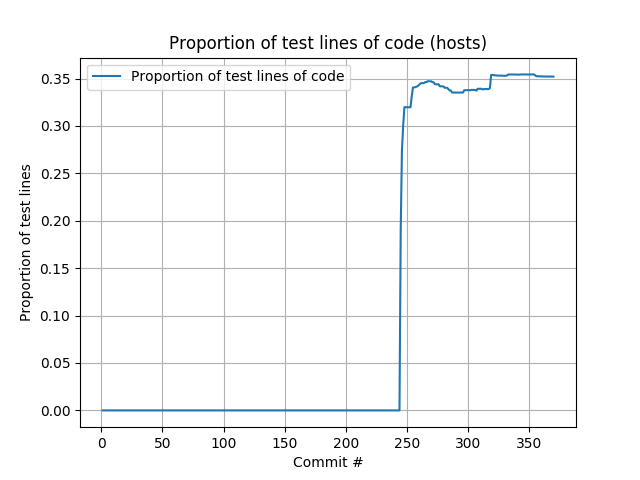 Proportion of test lines of code (hosts)
Proportion of test lines of code
Proportion of test lines
0.35
0.30
0.25
0.20
0.15
0.10
0.05
0.00
0 50 100 150 200 250 300 350
Commit #